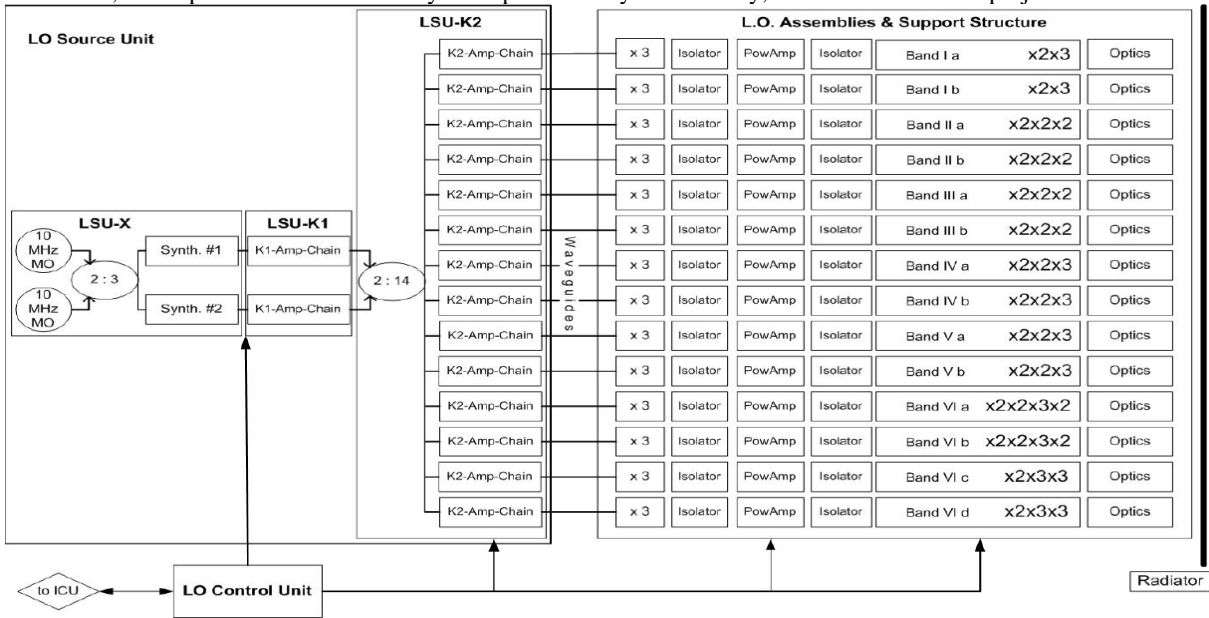 LO Source Unit
LSU-K2
L.O. Assemblies & Support Structure
K2-Amp-Chain x 3 Isolator PowAmp Isolator Band I a x2x3 Optics
K2-Amp-Chain x 3 Isolator PowAmp Isolator Band I b x2x3 Optics
K2-Amp-Chain x 3 Isolator PowAmp Isolator Band II a x2x2x2 Optics
K2-Amp-Chain x 3 Isolator PowAmp Isolator Band II b x2x2x2 Optics
K2-Amp-Chain x 3 Isolator PowAmp Isolator Band III a x2x2x2 Optics
K2-Amp-Chain x 3 Isolator PowAmp Isolator Band III b x2x2x2 Optics
K2-Amp-Chain x 3 Isolator PowAmp Isolator Band IV a x2x2x3 Optics
K2-Amp-Chain x 3 Isolator PowAmp Isolator Band IV b x2x2x3 Optics
K2-Amp-Chain x 3 Isolator PowAmp Isolator Band V a x2x2x3 Optics
K2-Amp-Chain x 3 Isolator PowAmp Isolator Band V b x2x2x3 Optics
K2-Amp-Chain x 3 Isolator PowAmp Isolator Band VI a x2x2x3x2 Optics
K2-Amp-Chain x 3 Isolator PowAmp Isolator Band VI b x2x2x3x2 Optics
K2-Amp-Chain x 3 Isolator PowAmp Isolator Band VI c x2x3x3 Optics
K2-Amp-Chain x 3 Isolator PowAmp Isolator Band VI d x2x3x3 Optics
LSU-X
LSU-K1
10
MHz
MO
2 : 3
Synth. #1
K1-Amp-Chain
2 : 14
10
MHz
MO
Synth. #2
K1-Amp-Chain
Waveguides
to ICU
LO Control Unit
Radiator